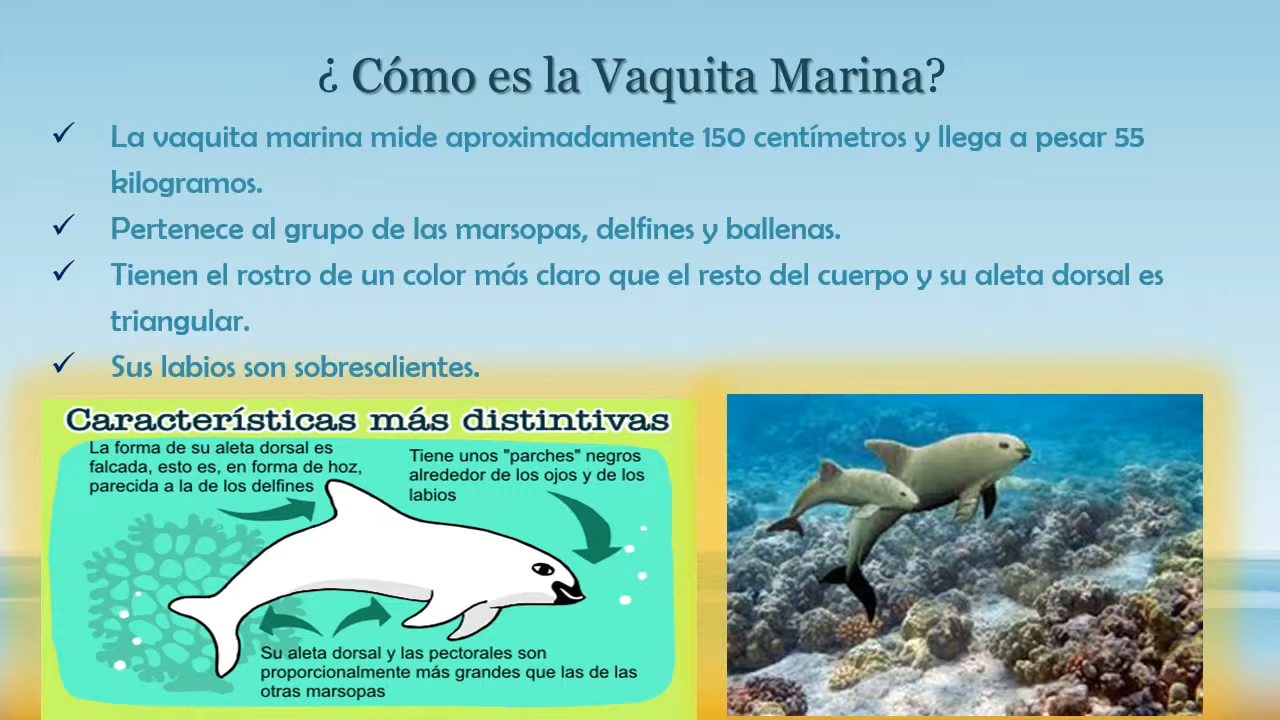 ¿ Cómo es la Vaquita Marina?
La vaquita marina mide aproximadamente 150 centímetros y llega a pesar 55
kilogramos.
Pertenece al grupo de las marsopas, delfines y ballenas.
Tienen el rostro de un color más claro que el resto del cuerpo y su aleta dorsal es
triangular.
Sus labios son sobresalientes.
Características más distintivas
La forma de su aleta dorsal es
falcada, esto es, en forma de hoz,
parecida a la de los delfines
Tiene unos "parches" negros
alrededor de los ojos y de los
labios
Su aleta dorsal y las pectorales son
proporcionalmente más grandes que las de las
otras marsopas